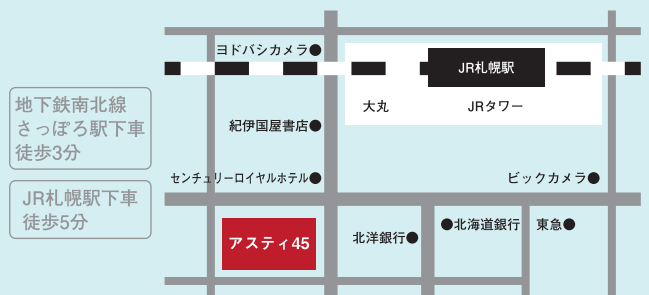 ヨドバシカメラ
JR札幌駅
大丸
JRタワー
地下鉄南北線
さっぽろ駅下車
徒歩3分
紀伊国屋書店
センチュリーロイヤルホテル
ビックカメラ
JR札幌駅下車
徒歩5分
アスティ45
北洋銀行
北海道銀行
東急